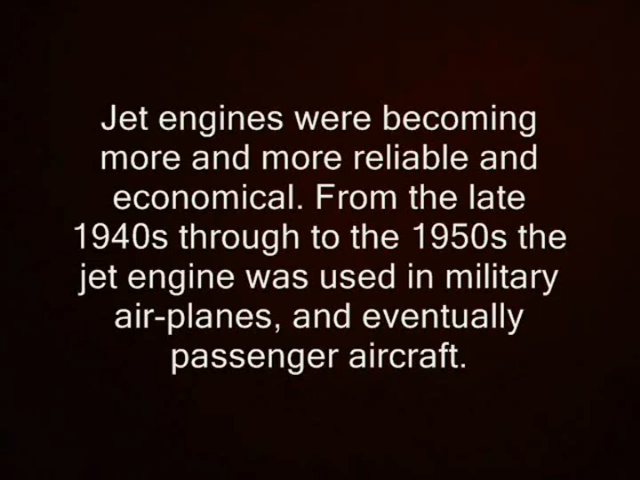 Jet engines were becoming
more and more reliable and
economical. From the late
1940s through to the 1950s the
jet engine was used in military
air-planes, and eventually
passenger aircraft.